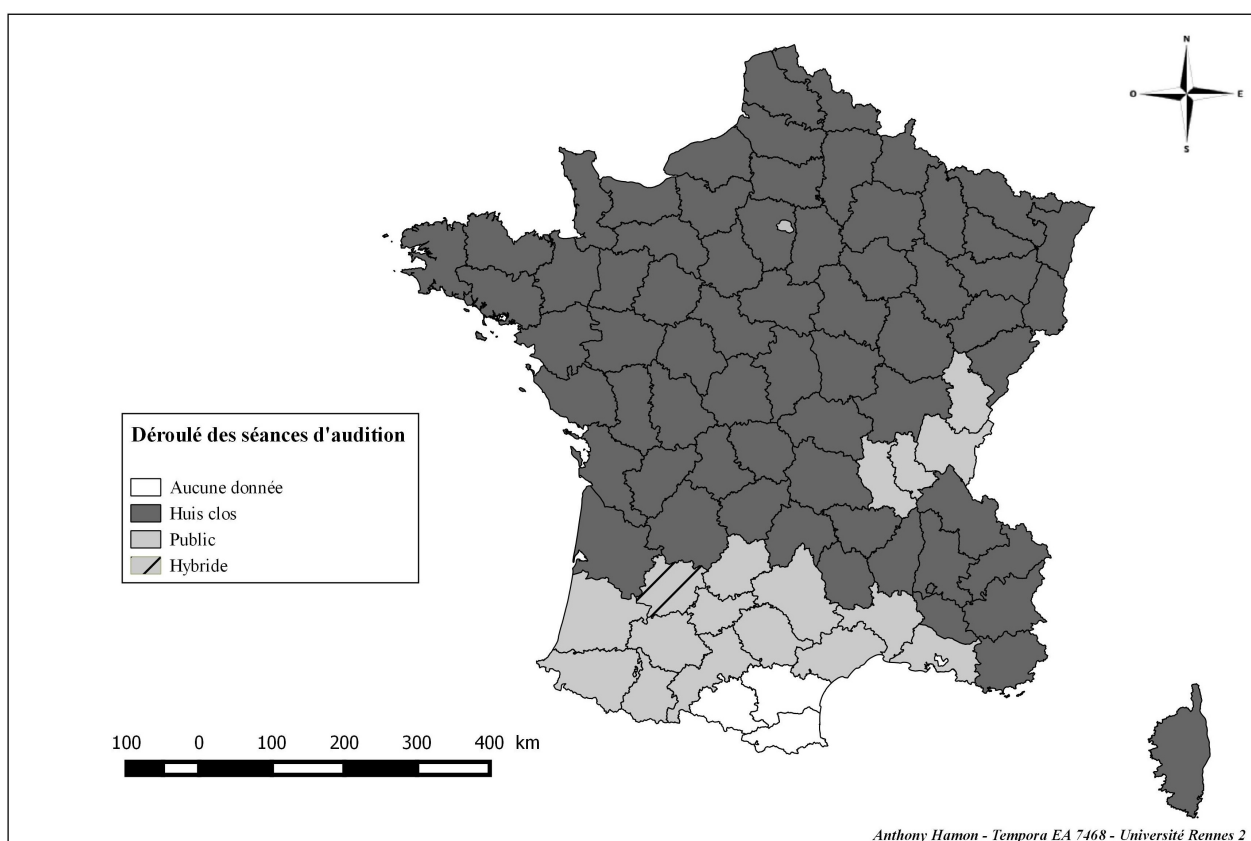 N
O E
S
Déroulé des séances d'audition
Aucune donnée
Huis clos
Public
Hybride
100 0 100 200 300 400 km
Anthony Hamon - Tempora EA 7468 - Université Rennes 2